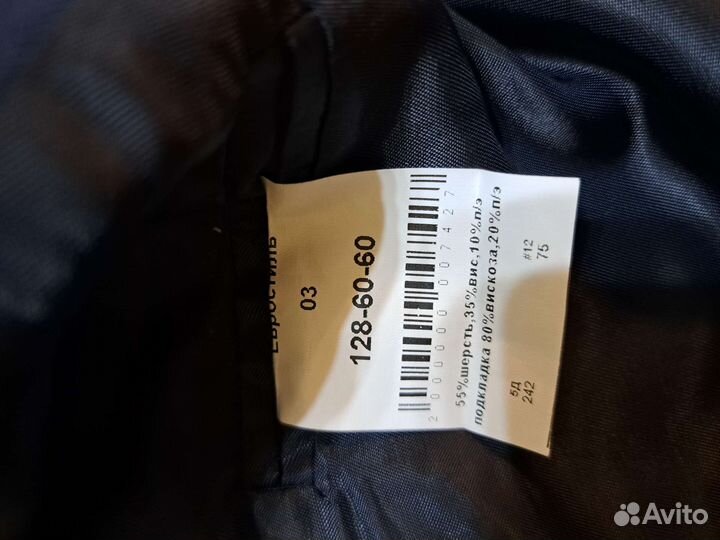 Евростиль
03
128-60-60
2000000007427
55%шерсть,35%вис,10%п/э
подкладка 80%вискоза,20%п/э
5Д #12
242 75
Avito